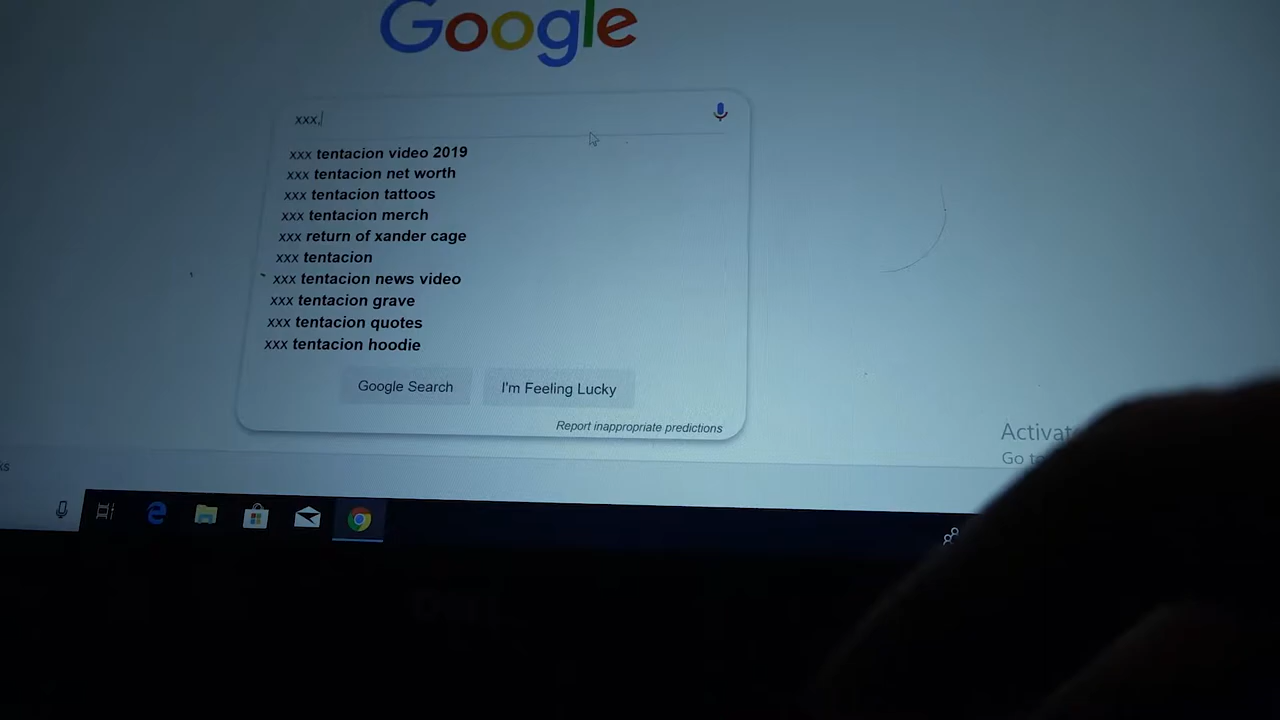 Google
xxx.
xxx tentacion video 2019
xxx tentacion net worth
xxx tentacion tattoos
xxx tentacion merch
xxx return of xander cage
xxx tentacion
xxx tentacion news video
xxx tentacion grave
xxx tentacion quotes
xxx tentacion hoodie
Google Search
I'm Feeling Lucky
Report inappropriate predictions
Go